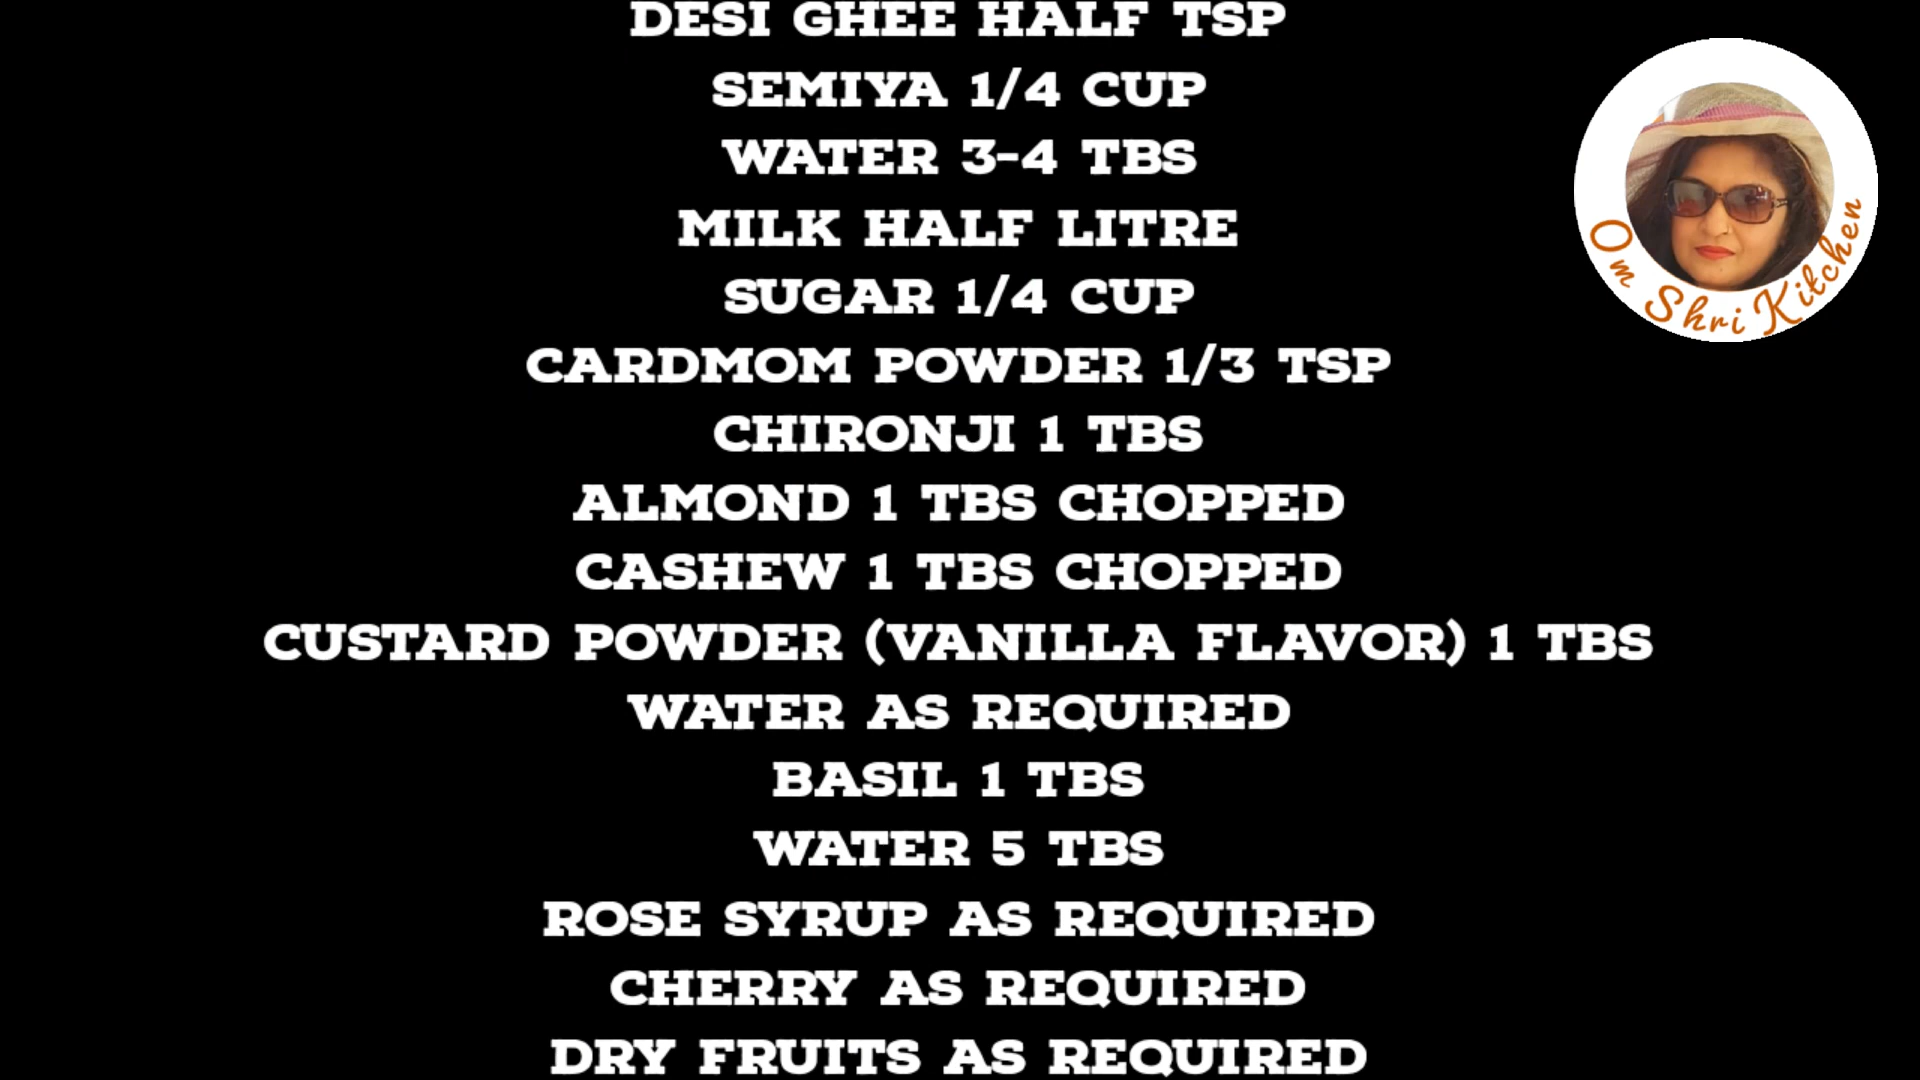 DESI GHEE HALF TSP
SEMIYA 1/4 CUP
WATER 3-4 TBS
MILK HALF LITRE
SUGAR 1/4 CUP
CARDMOM POWDER 1/3 TSP
CHIRONJI 1 TBS
ALMOND 1 TBS CHOPPED
CASHEW 1 TBS CHOPPED
CUSTARD POWDER (VANILLA FLAVOR) 1 TBS
WATER AS REQUIRED
BASIL 1 TBS
WATER 5 TBS
ROSE SYRUP AS REQUIRED
CHERRY AS REQUIRED
DRY FRUITS AS REQUIRED
Om Shri Kitchen